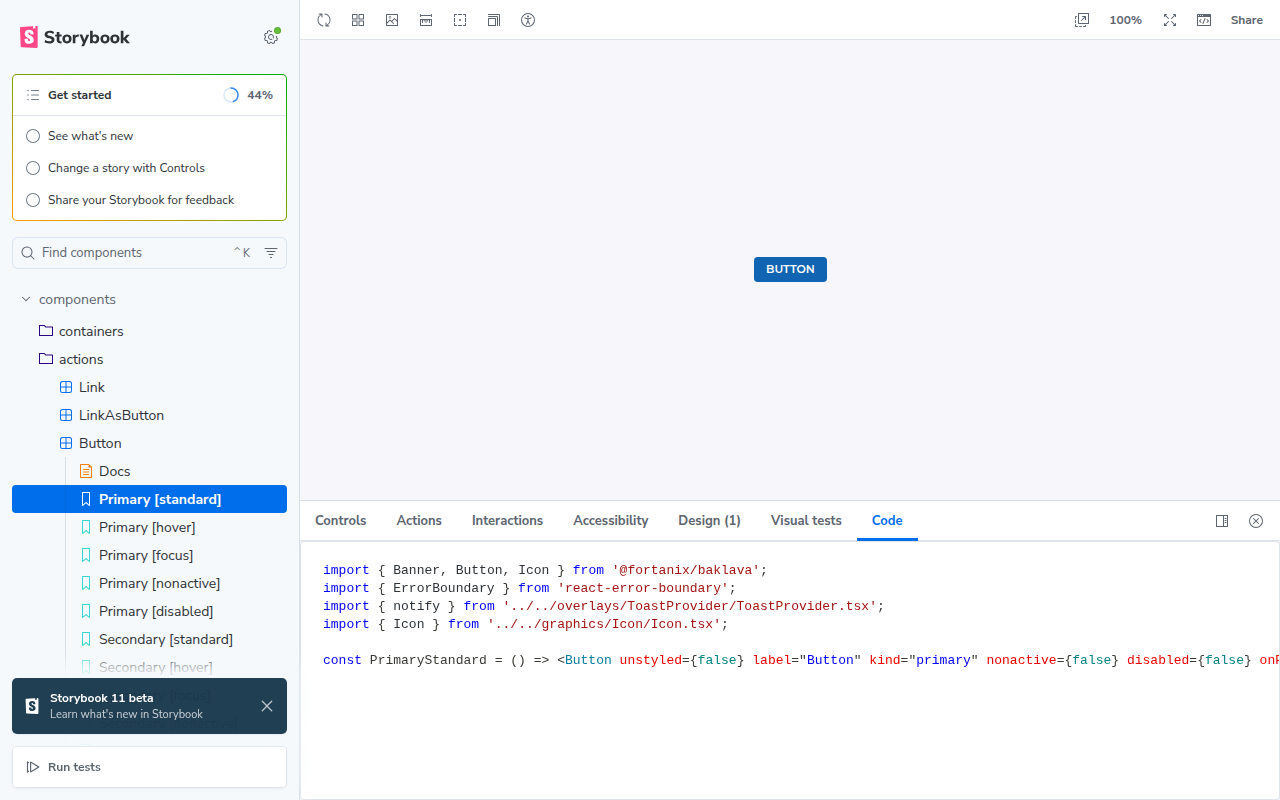 Storybook
Get started
44%
See what's new
Change a story with Controls
Share your Storybook for feedback
Find components
^ K
components
containers
actions
Link
LinkAsButton
Button
Docs
Primary [standard]
Primary [hover]
Primary [focus]
Primary [nonactive]
Primary [disabled]
Secondary [standard]
Secondary [hover]
Storybook 11 beta
Learn what's new in Storybook
Run tests
100%
Share
BUTTON
Controls
Actions
Interactions
Accessibility
Design (1)
Visual tests
Code
import { Banner, Button, Icon } from '@fortanix/baklava';
import { ErrorBoundary } from 'react-error-boundary';
import { notify } from '../../overlays/ToastProvider/ToastProvider.tsx';
import { Icon } from '../../graphics/Icon/Icon.tsx';
const PrimaryStandard = () => <Button unstyled={false} label="Button" kind="primary" nonactive={false} disabled={false}